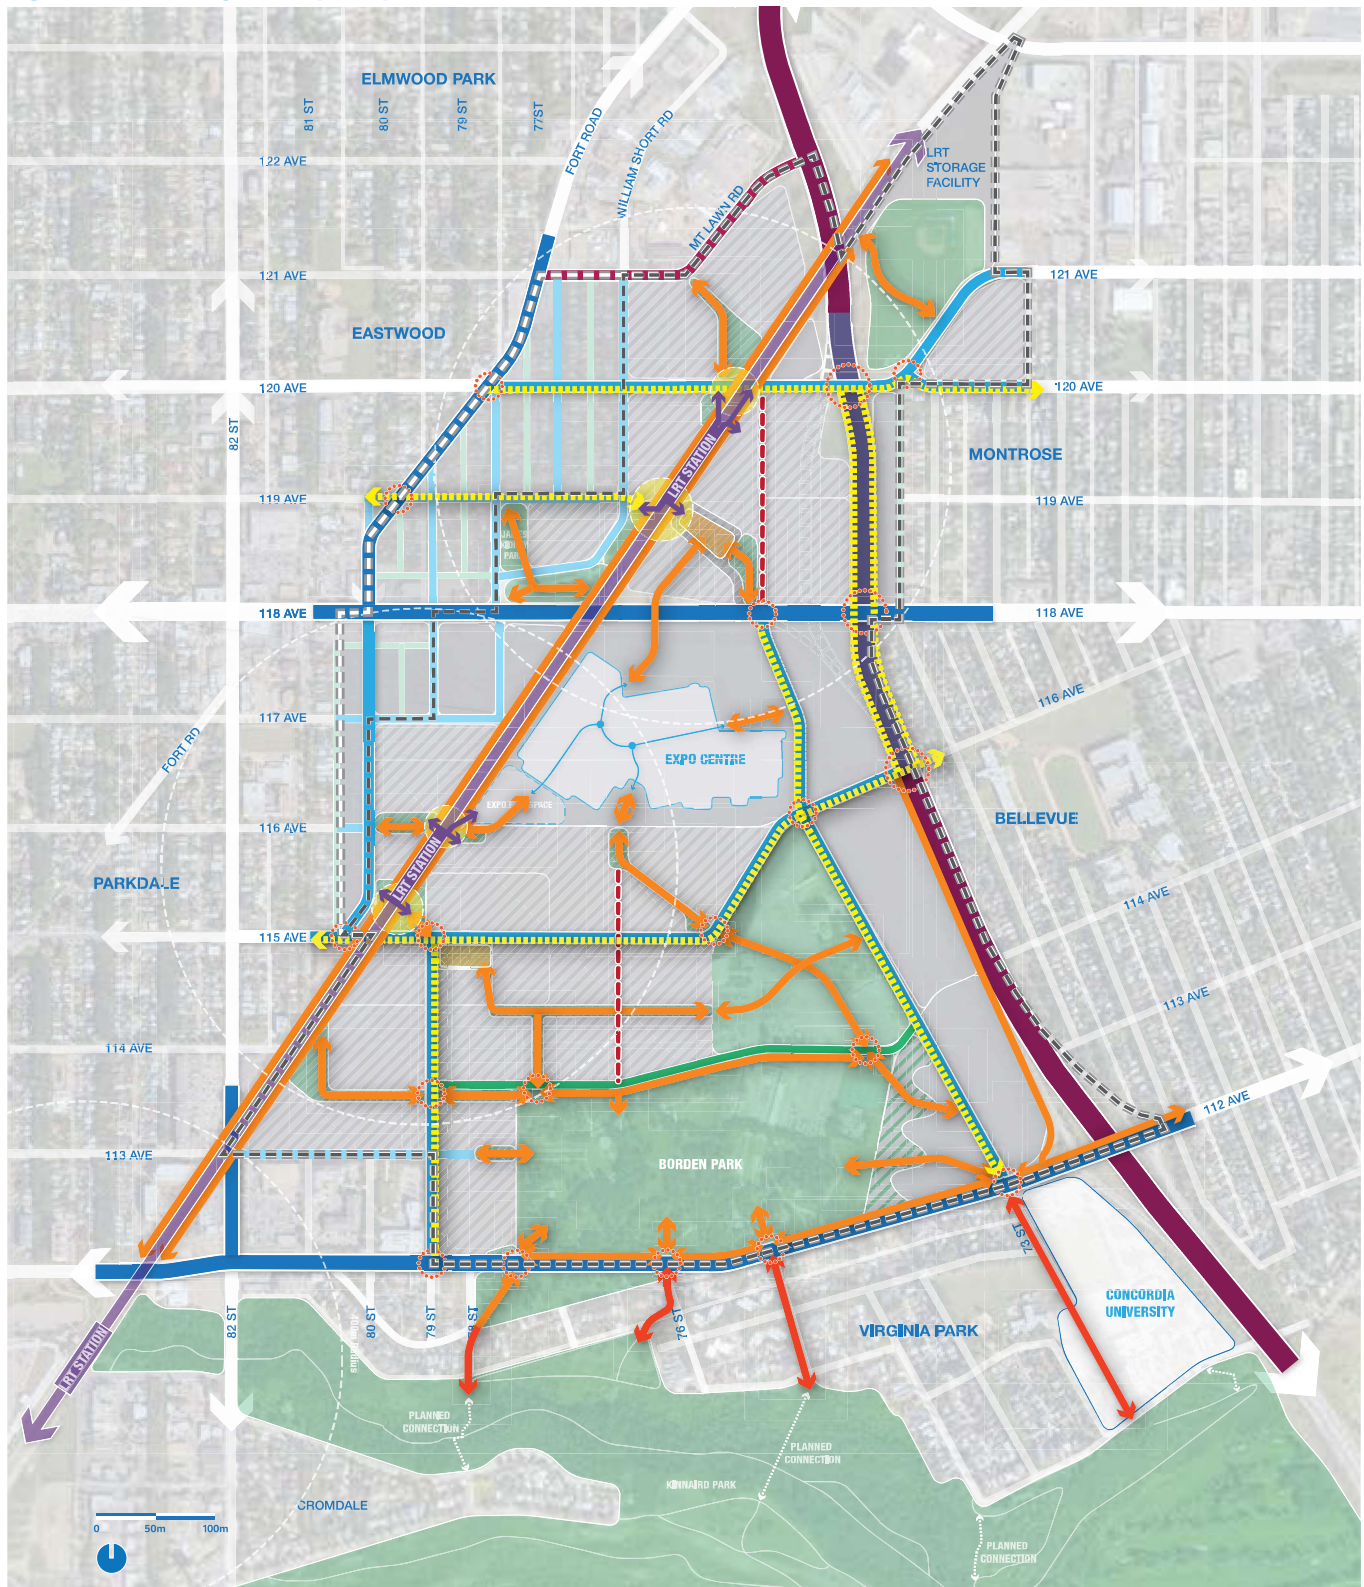 ELMWOOD PARK
81 ST
80 ST
79 ST
77ST
FORT ROAD
WILLIAM SHORT RD
122 AVE
LRT
STORAGE
FACILITY
MT LAWN RD
121 AVE
121 AVE
EASTWOOD
120 AVE
120 AVE
82 ST
MONTROSE
LRT STATION
119 AVE
119 AVE
118 AVE
118 AVE
116 AVE
117 AVE
FORT RD
EXPO CENTRE
116 AVE
BELLEVUE
LRT STATION
PARKDALE
114 AVE
115 AVE
113 AVE
114 AVE
112 AVE
113 AVE
BORDEN PARK
73 ST
CONCORDIA
UNIVERSITY
82 ST
80 ST
79 ST
78 ST
76 ST
VIRGINIA PARK
LRT STATION
PLANNED
CONNECTION
PLANNED
CONNECTION
KINNAIRD PARK
CROMDALE
0
50m
100m
PLANNED
CONNECTION